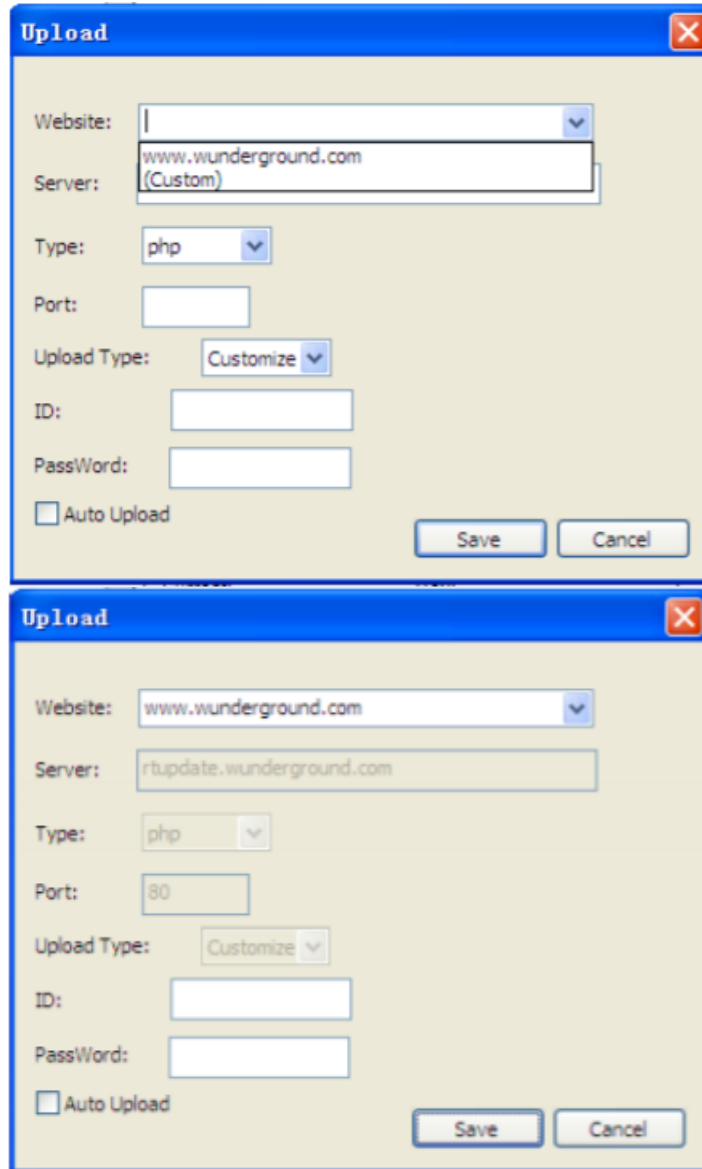 Upload
Website:
www.wunderground.com
(Custom)
Server:
Type: php
Port:
Upload Type: Customize
ID:
PassWord:
Auto Upload
Save Cancel
Upload
Website: www.wunderground.com
Server: rtupdate.wunderground.com
Type: php
Port: 80
Upload Type: Customize
ID:
PassWord:
Auto Upload
Save Cancel